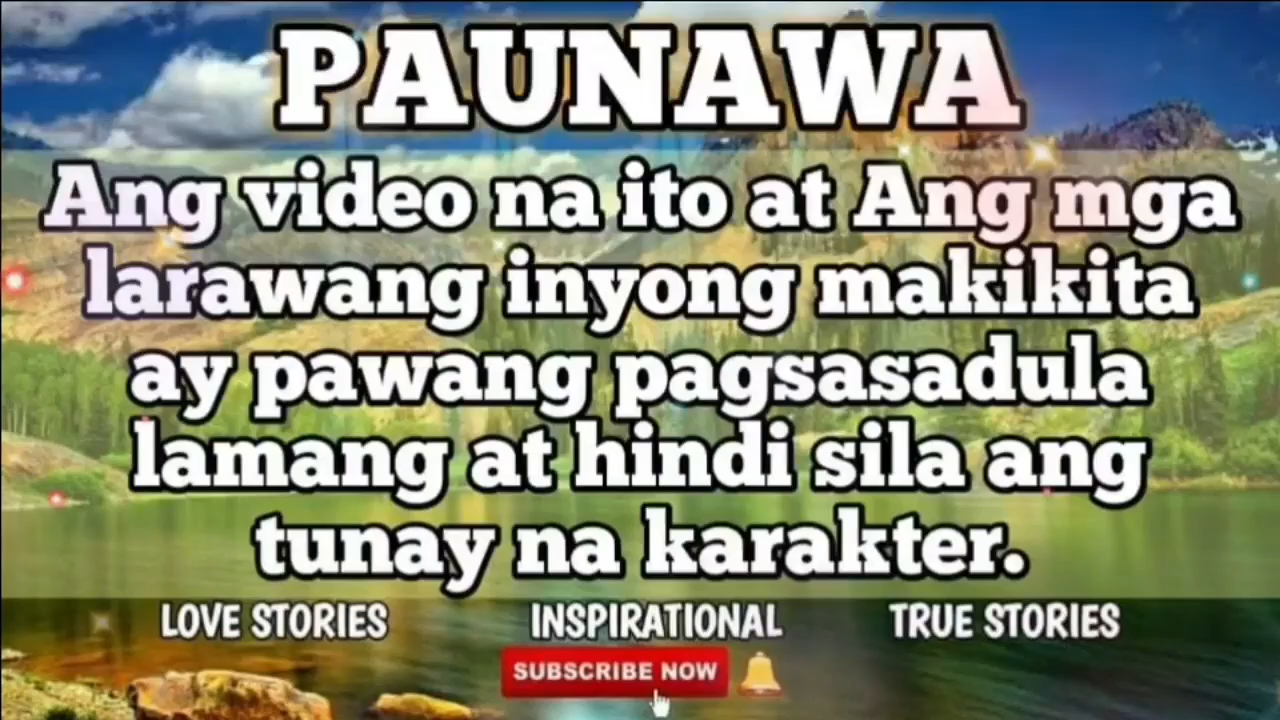 PAUNAWA
Ang video na ito at Ang mga
larawang inyong makikita
ay pawang pagsasadula
lamang at hindi sila ang
tunay na karakter.
LOVE STORIES INSPIRATIONAL TRUE STORIES
SUBSCRIBE NOW